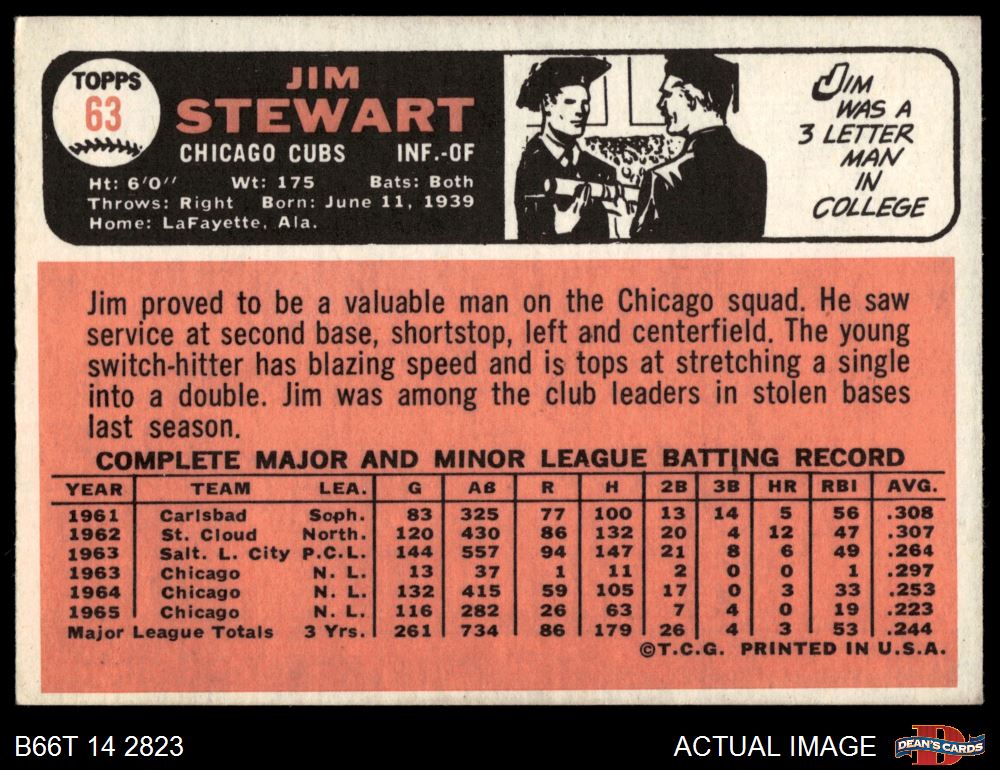 TOPPS
63
JIM
STEWART
CHICAGO CUBS INF.-OF
Ht: 6'0" Wt: 175 Bats: Both
Throws: Right Born: June 11, 1939
Home: LaFayette, Ala.
JIM
WAS A
3 LETTER
MAN
IN
COLLEGE
Jim proved to be a valuable man on the Chicago squad. He saw
service at second base, shortstop, left and centerfield. The young
switch-hitter has blazing speed and is tops at stretching a single
into a double. Jim was among the club leaders in stolen bases
last season.
COMPLETE MAJOR AND MINOR LEAGUE BATTING RECORD
YEAR TEAM LEA. G AB R H 2B 3B HR RBI AVG.
1961 Carlsbad Soph. 83 325 77 100 13 14 5 56 .308
1962 St. Cloud North. 120 430 86 132 20 4 12 47 .307
1963 Salt. L. City P.C.L. 144 557 94 147 21 8 6 49 .264
1963 Chicago N. L. 13 37 1 11 2 0 0 1 .297
1964 Chicago N. L. 132 415 59 105 17 0 3 33 .253
1965 Chicago N. L. 116 282 26 63 7 4 0 19 .223
Major League Totals 3 Yrs. 261 734 86 179 26 4 3 53 .244
©T.C.G. PRINTED IN U.S.A.
B66T 14 2823 ACTUAL IMAGE
D
DEAN'S CARDS